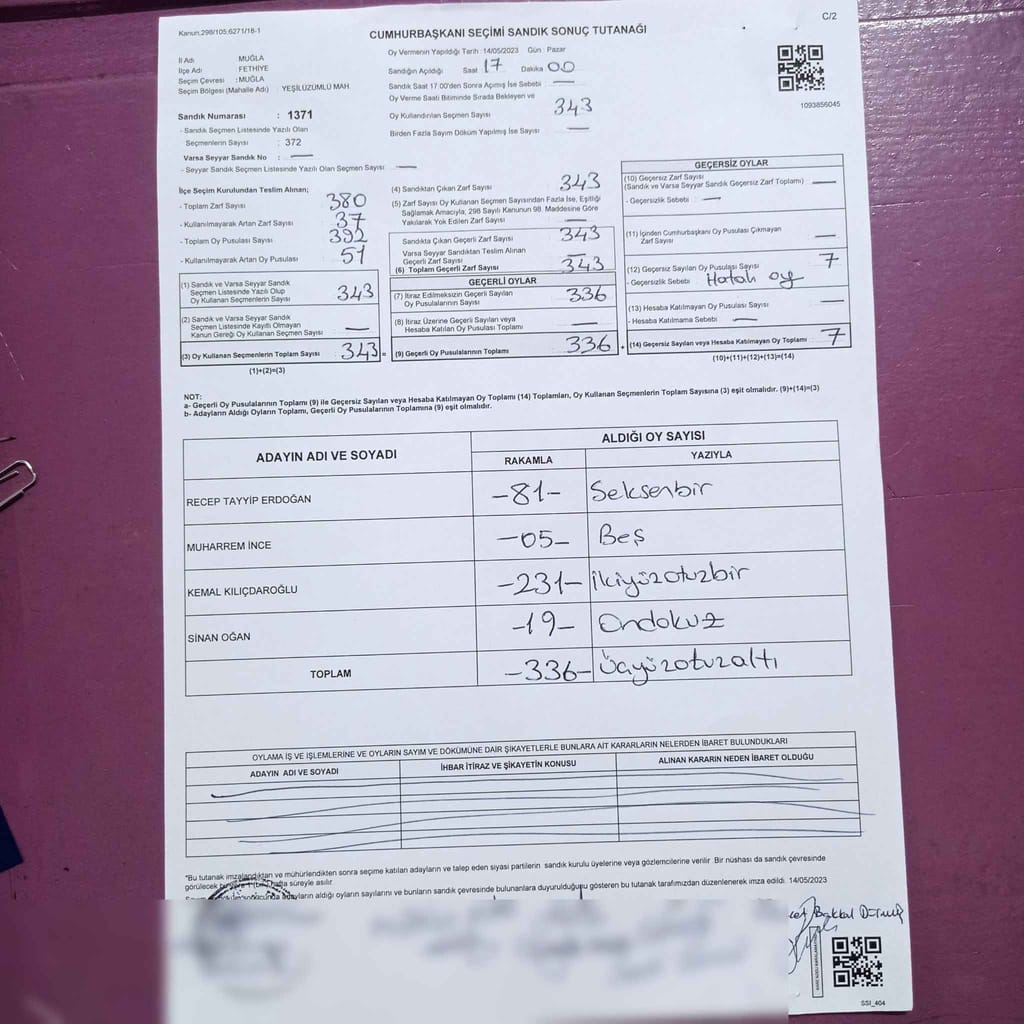 Kanun,298/105,6271/18-1
C/2
CUMHURBAŞKANI SEÇİMİ SANDIK SONUÇ TUTANAĞI
İl Adı MUĞLA
İlçe Adı FETHİYE
Seçim Çevresi : MUĞLA
Seçim Bölgesi (Mahalle Adı) : YEŞİLÜZÜMLÜ MAH.
Sandık Numarası : 1371
- Sandık Seçmen Listesinde Yazılı Olan
Seçmenlerin Sayısı : 372
Varsa Seyyar Sandık No : —
- Seyyar Sandık Seçmen Listesinde Yazılı Olan Seçmen Sayısı —
Oy Vermenin Yapıldığı Tarih : 14/05/2023 Gün : Pazar
Sandığın Açıldığı Saat 17 Dakika 00
Sandık Saat 17.00'den Sonra Açılmış İse Sebebi —
Oy Verme Saati Bitiminde Sırada Bekleyen ve
Oy Kullandırılan Seçmen Sayısı 343
Birden Fazla Sayım Döküm Yapılmış İse Sayısı —
1093856045
İlçe Seçim Kurulundan Teslim Alınan;
- Toplam Zarf Sayısı 380
- Kullanılmayarak Artan Zarf Sayısı 37
- Toplam Oy Pusulası Sayısı 392
- Kullanılmayarak Artan Oy Pusulası 51
(1) Sandık ve Varsa Seyyar Sandık
Seçmen Listesinde Yazılı Olup
Oy Kullanan Seçmenlerin Sayısı 343
(2) Sandık ve Varsa Seyyar Sandık
Seçmen Listesinde Kayıtlı Olmayan
Kanun Gereği Oy Kullanan Seçmen Sayısı —
(3) Oy Kullanan Seçmenlerin Toplam Sayısı 343 =
(1)+(2)=(3)
(4) Sandıktan Çıkan Zarf Sayısı 343
(5) Zarf Sayısı Oy Kullanan Seçmen Sayısından Fazla İse, Eşitliği
Sağlamak Amacıyla, 298 Sayılı Kanunun 98. Maddesine Göre
Yakılarak Yok Edilen Zarf Sayısı —
Sandıkta Çıkan Geçerli Zarf Sayısı 343
Varsa Seyyar Sandıktan Teslim Alınan
Geçerli Zarf Sayısı —
(6) Toplam Geçerli Zarf Sayısı 343
GEÇERLİ OYLAR
(7) İtiraz Edilmeksizin Geçerli Sayılan
Oy Pusulalarının Sayısı 336
(8) İtiraz Üzerine Geçerli Sayılan veya
Hesaba Katılan Oy Pusulası Toplamı —
(9) Geçerli Oy Pusulalarının Toplamı 336 +
GEÇERSİZ OYLAR
(10) Geçersiz Zarf Sayısı
(Sandık ve Varsa Seyyar Sandık Geçersiz Zarf Toplamı) —
- Geçersizlik Sebebi —
(11) İçinden Cumhurbaşkanı Oy Pusulası Çıkmayan
Zarf Sayısı —
(12) Geçersiz Sayılan Oy Pusulası Sayısı 7
- Geçersizlik Sebebi Hatalı oy
(13) Hesaba Katılmayan Oy Pusulası Sayısı —
- Hesaba Katılmama Sebebi —
(14) Geçersiz Sayılan veya Hesaba Katılmayan Oy Toplamı 7
(10)+(11)+(12)+(13)=(14)
NOT:
a- Geçerli Oy Pusulalarının Toplamı (9) ile Geçersiz Sayılan veya Hesaba Katılmayan Oy Toplamı (14) Toplamları, Oy Kullanan Seçmenlerin Toplam Sayısına (3) eşit olmalıdır. (9)+(14)=(3)
b- Adayların Aldığı Oyların Toplamı, Geçerli Oy Pusulalarının Toplamına (9) eşit olmalıdır.
ADAYIN ADI VE SOYADI
ALDIĞI OY SAYISI
RAKAMLA YAZIYLA
RECEP TAYYİP ERDOĞAN -81- Seksenbir
MUHARREM İNCE -05- Beş
KEMAL KILIÇDAROĞLU -231- İkiyüzotuzbir
SİNAN OĞAN -19- Ondokuz
TOPLAM -336- Üçyüzotuzaltı
OYLAMA İŞ VE İŞLEMLERİNE VE OYLARIN SAYIM VE DÖKÜMÜNE DAİR ŞİKAYETLERLE BUNLARA AİT KARARLARIN NELERDEN İBARET BULUNDUKLARI
ADAYIN ADI VE SOYADI İHBAR İTİRAZ VE ŞİKAYETİN KONUSU ALINAN KARARIN NEDEN İBARET OLDUĞU
*Bu tutanak imzalandıktan ve mühürlendikten sonra seçime katılan adayların ve talep eden siyasi partilerin sandık kurulu üyelerine veya gözlemcilerine verilir. Bir nüshası da sandık çevresinde
görülecek bir yere 1 (bir) hafta süreyle asılır.
adayların aldığı oyların sayılarını ve bunların sandık çevresinde bulunanlara duyurulduğunu gösteren bu tutanak tarafımızdan düzenlenerek imza edildi. 14/05/2023
SSI_404